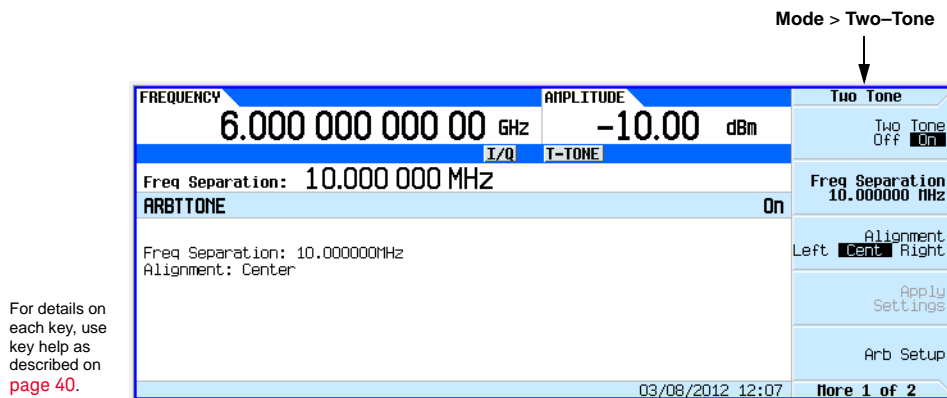 Mode > Two–Tone
FREQUENCY
AMPLITUDE
Two Tone
6.000 000 000 00 GHz
–10.00 dBm
Two Tone
Off On
I/Q
T-TONE
Freq Separation: 10.000 000 MHz
Freq Separation
10.000000 MHz
ARBTTONE
On
Alignment
Left Cent Right
Freq Separation: 10.000000MHz
Alignment: Center
Apply
Settings
For details on
each key, use
key help as
described on
page 40.
Arb Setup
03/08/2012 12:07
More 1 of 2